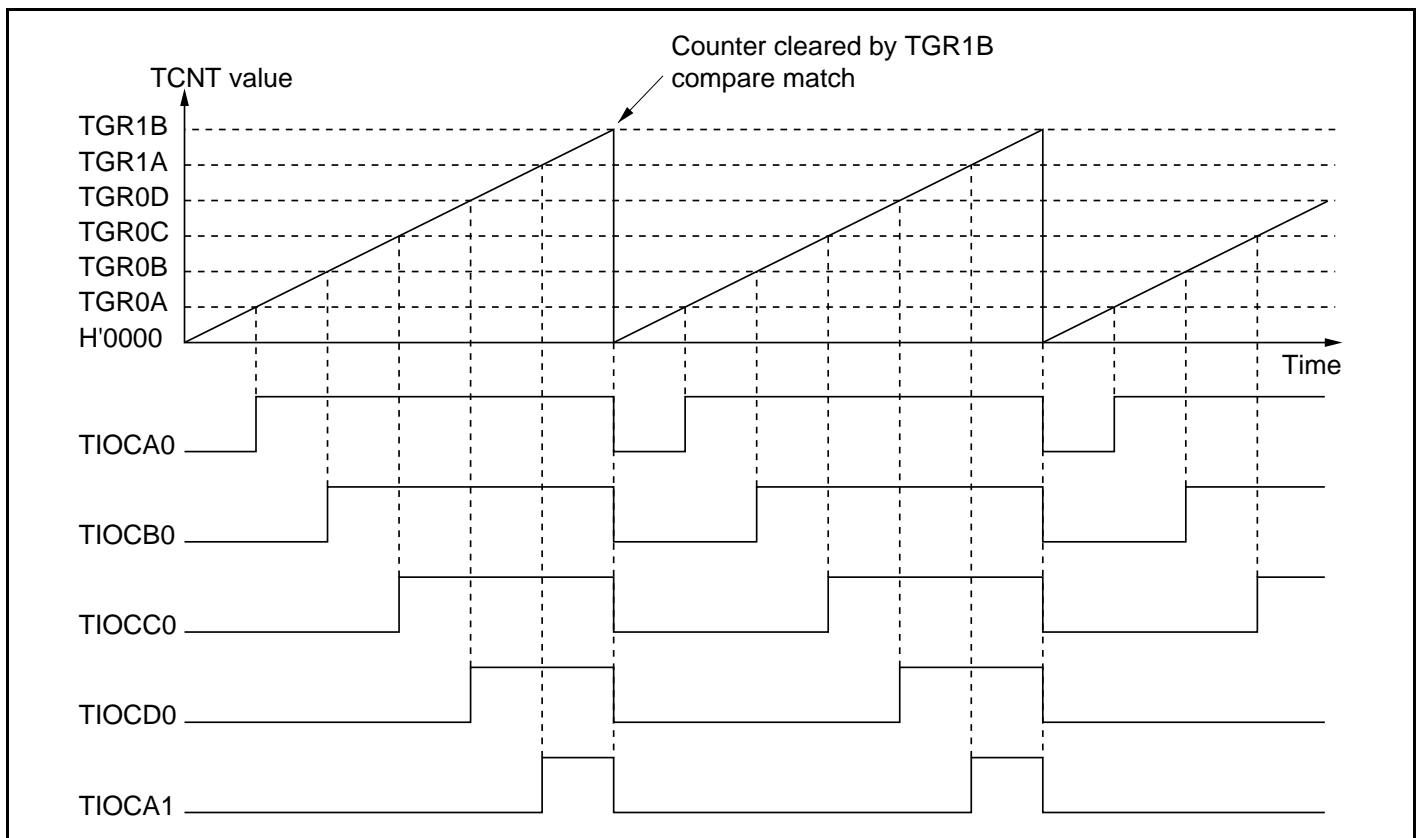 Counter cleared by TGR1B
compare match
TCNT value
TGR1B
TGR1A
TGR0D
TGR0C
TGR0B
TGR0A
H'0000
Time
TIOCA0
TIOCB0
TIOCC0
TIOCD0
TIOCA1